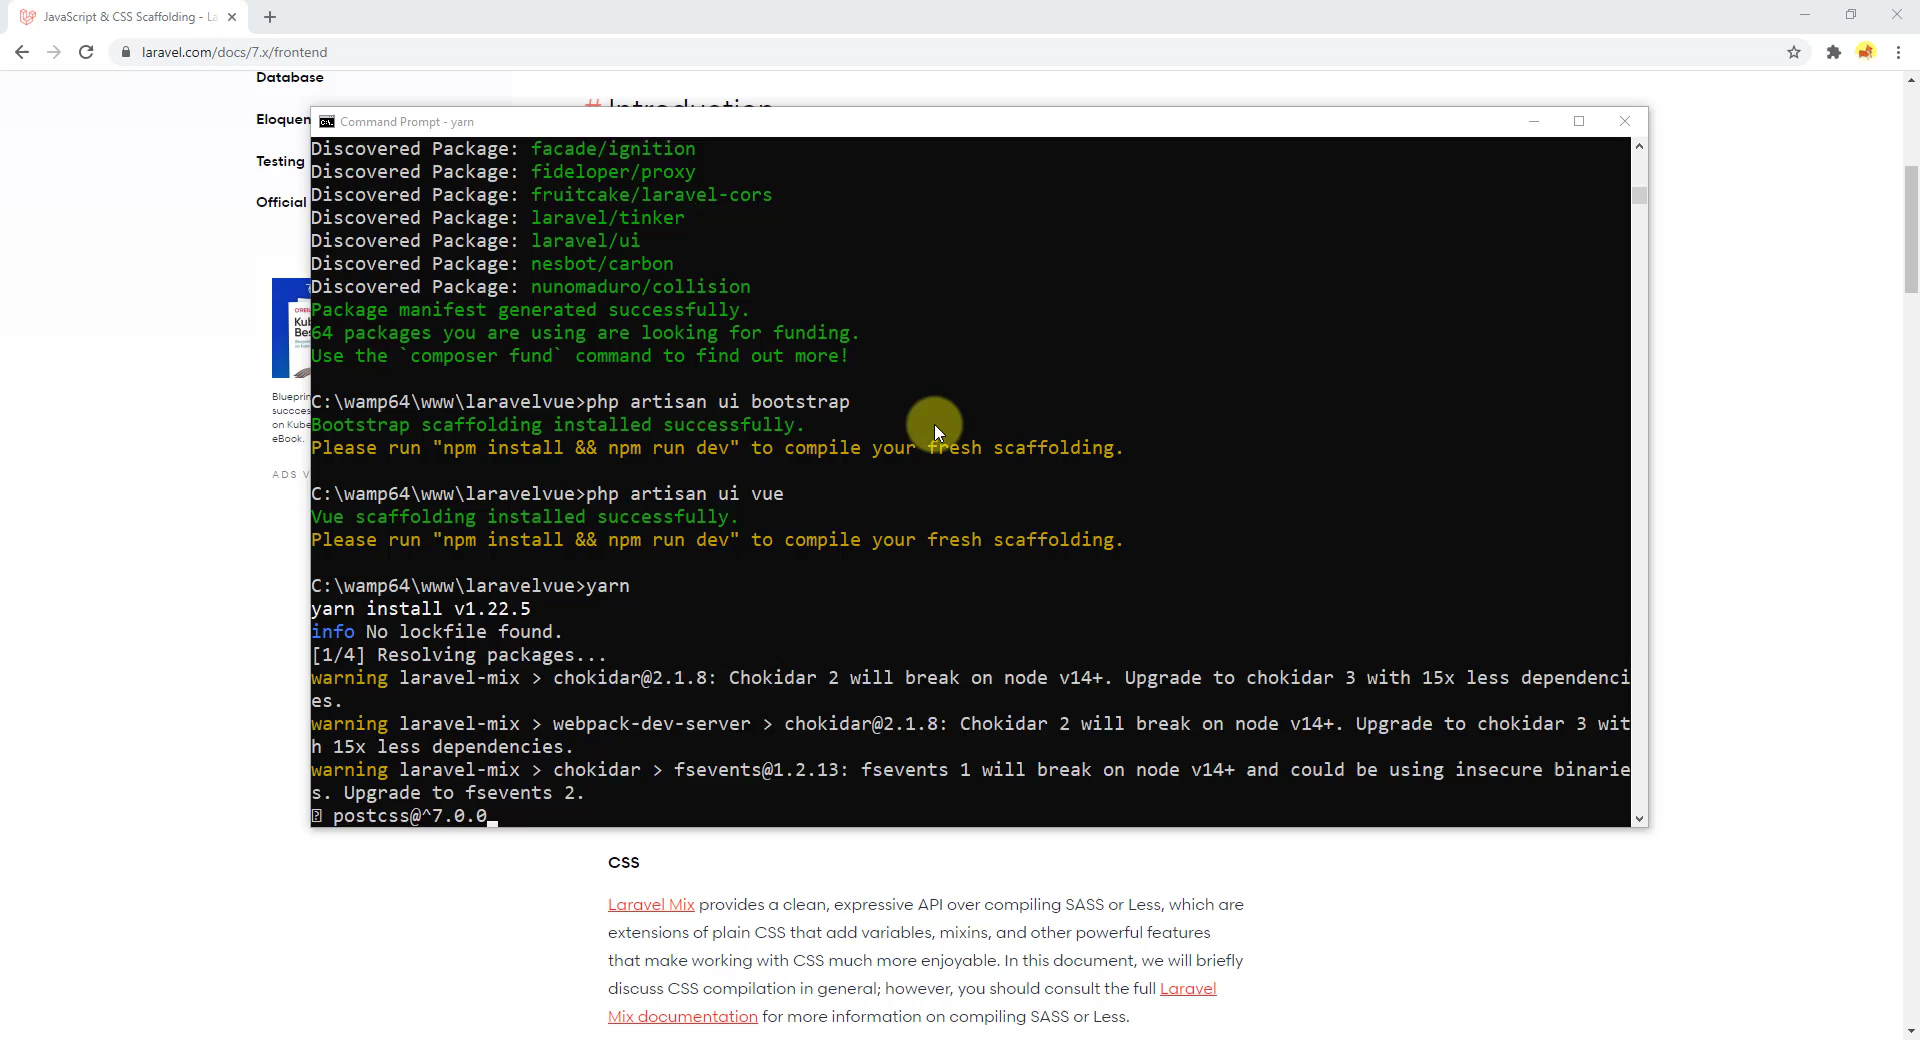 JavaScript & CSS Scaffolding - La
laravel.com/docs/7.x/frontend
Database
# Introduction
Eloquen
Command Prompt - yarn
Testing
Official
Discovered Package: facade/ignition
Discovered Package: fideloper/proxy
Discovered Package: fruitcake/laravel-cors
Discovered Package: laravel/tinker
Discovered Package: laravel/ui
Discovered Package: nesbot/carbon
Discovered Package: nunomaduro/collision
Package manifest generated successfully.
64 packages you are using are looking for funding.
Use the `composer fund` command to find out more!
C:\wamp64\www\laravelvue>php artisan ui bootstrap
Bootstrap scaffolding installed successfully.
Please run "npm install && npm run dev" to compile your fresh scaffolding.
C:\wamp64\www\laravelvue>php artisan ui vue
Vue scaffolding installed successfully.
Please run "npm install && npm run dev" to compile your fresh scaffolding.
C:\wamp64\www\laravelvue>yarn
yarn install v1.22.5
info No lockfile found.
[1/4] Resolving packages...
warning laravel-mix > chokidar@2.1.8: Chokidar 2 will break on node v14+. Upgrade to chokidar 3 with 15x less dependenci
es.
warning laravel-mix > webpack-dev-server > chokidar@2.1.8: Chokidar 2 will break on node v14+. Upgrade to chokidar 3 wit
h 15x less dependencies.
warning laravel-mix > chokidar > fsevents@1.2.13: fsevents 1 will break on node v14+ and could be using insecure binarie
s. Upgrade to fsevents 2.
postcss@^7.0.0
Kub
Bes
Blueprin
success
on Kube
eBook.
ADS V
CSS
Laravel Mix provides a clean, expressive API over compiling SASS or Less, which are
extensions of plain CSS that add variables, mixins, and other powerful features
that make working with CSS much more enjoyable. In this document, we will briefly
discuss CSS compilation in general; however, you should consult the full Laravel
Mix documentation for more information on compiling SASS or Less.